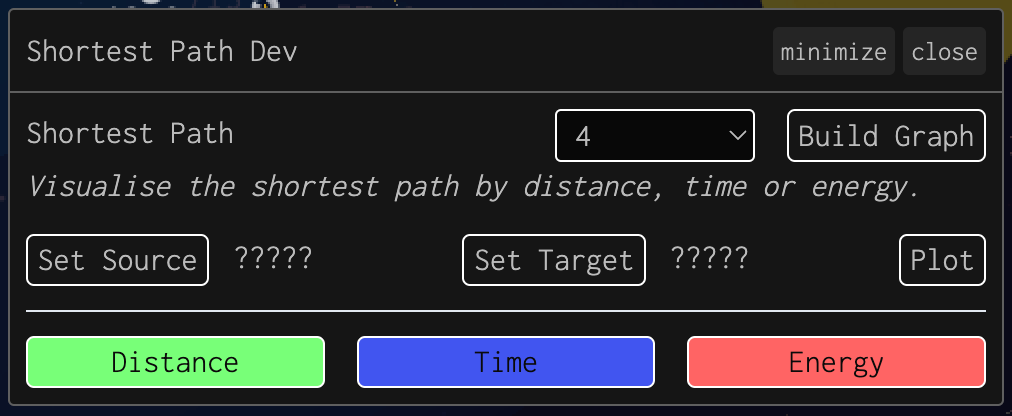 Shortest Path Dev minimize close
Shortest Path 4 Build Graph
Visualise the shortest path by distance, time or energy.
Set Source ????? Set Target ????? Plot
Distance Time Energy